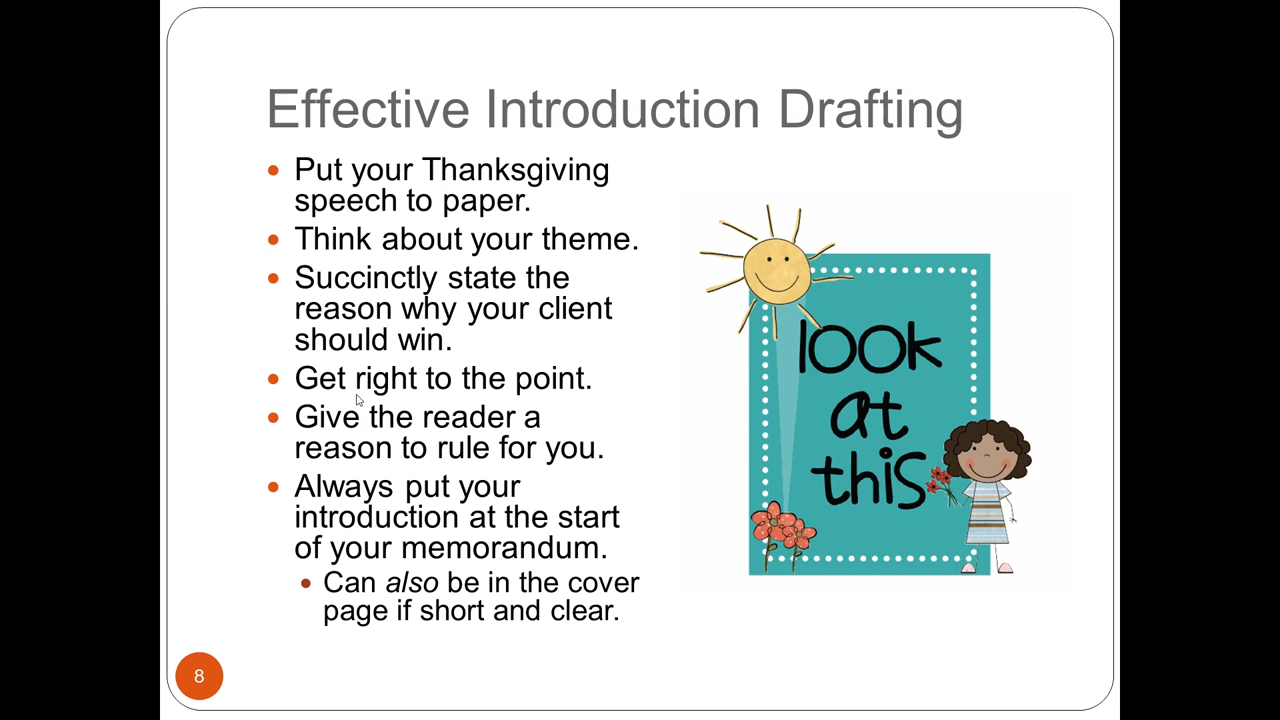 Effective Introduction Drafting
• Put your Thanksgiving
speech to paper.
• Think about your theme.
• Succinctly state the
reason why your client
should win.
• Get right to the point.
• Give the reader a
reason to rule for you.
• Always put your
introduction at the start
of your memorandum.
• Can also be in the cover
page if short and clear.
look
at
this
8